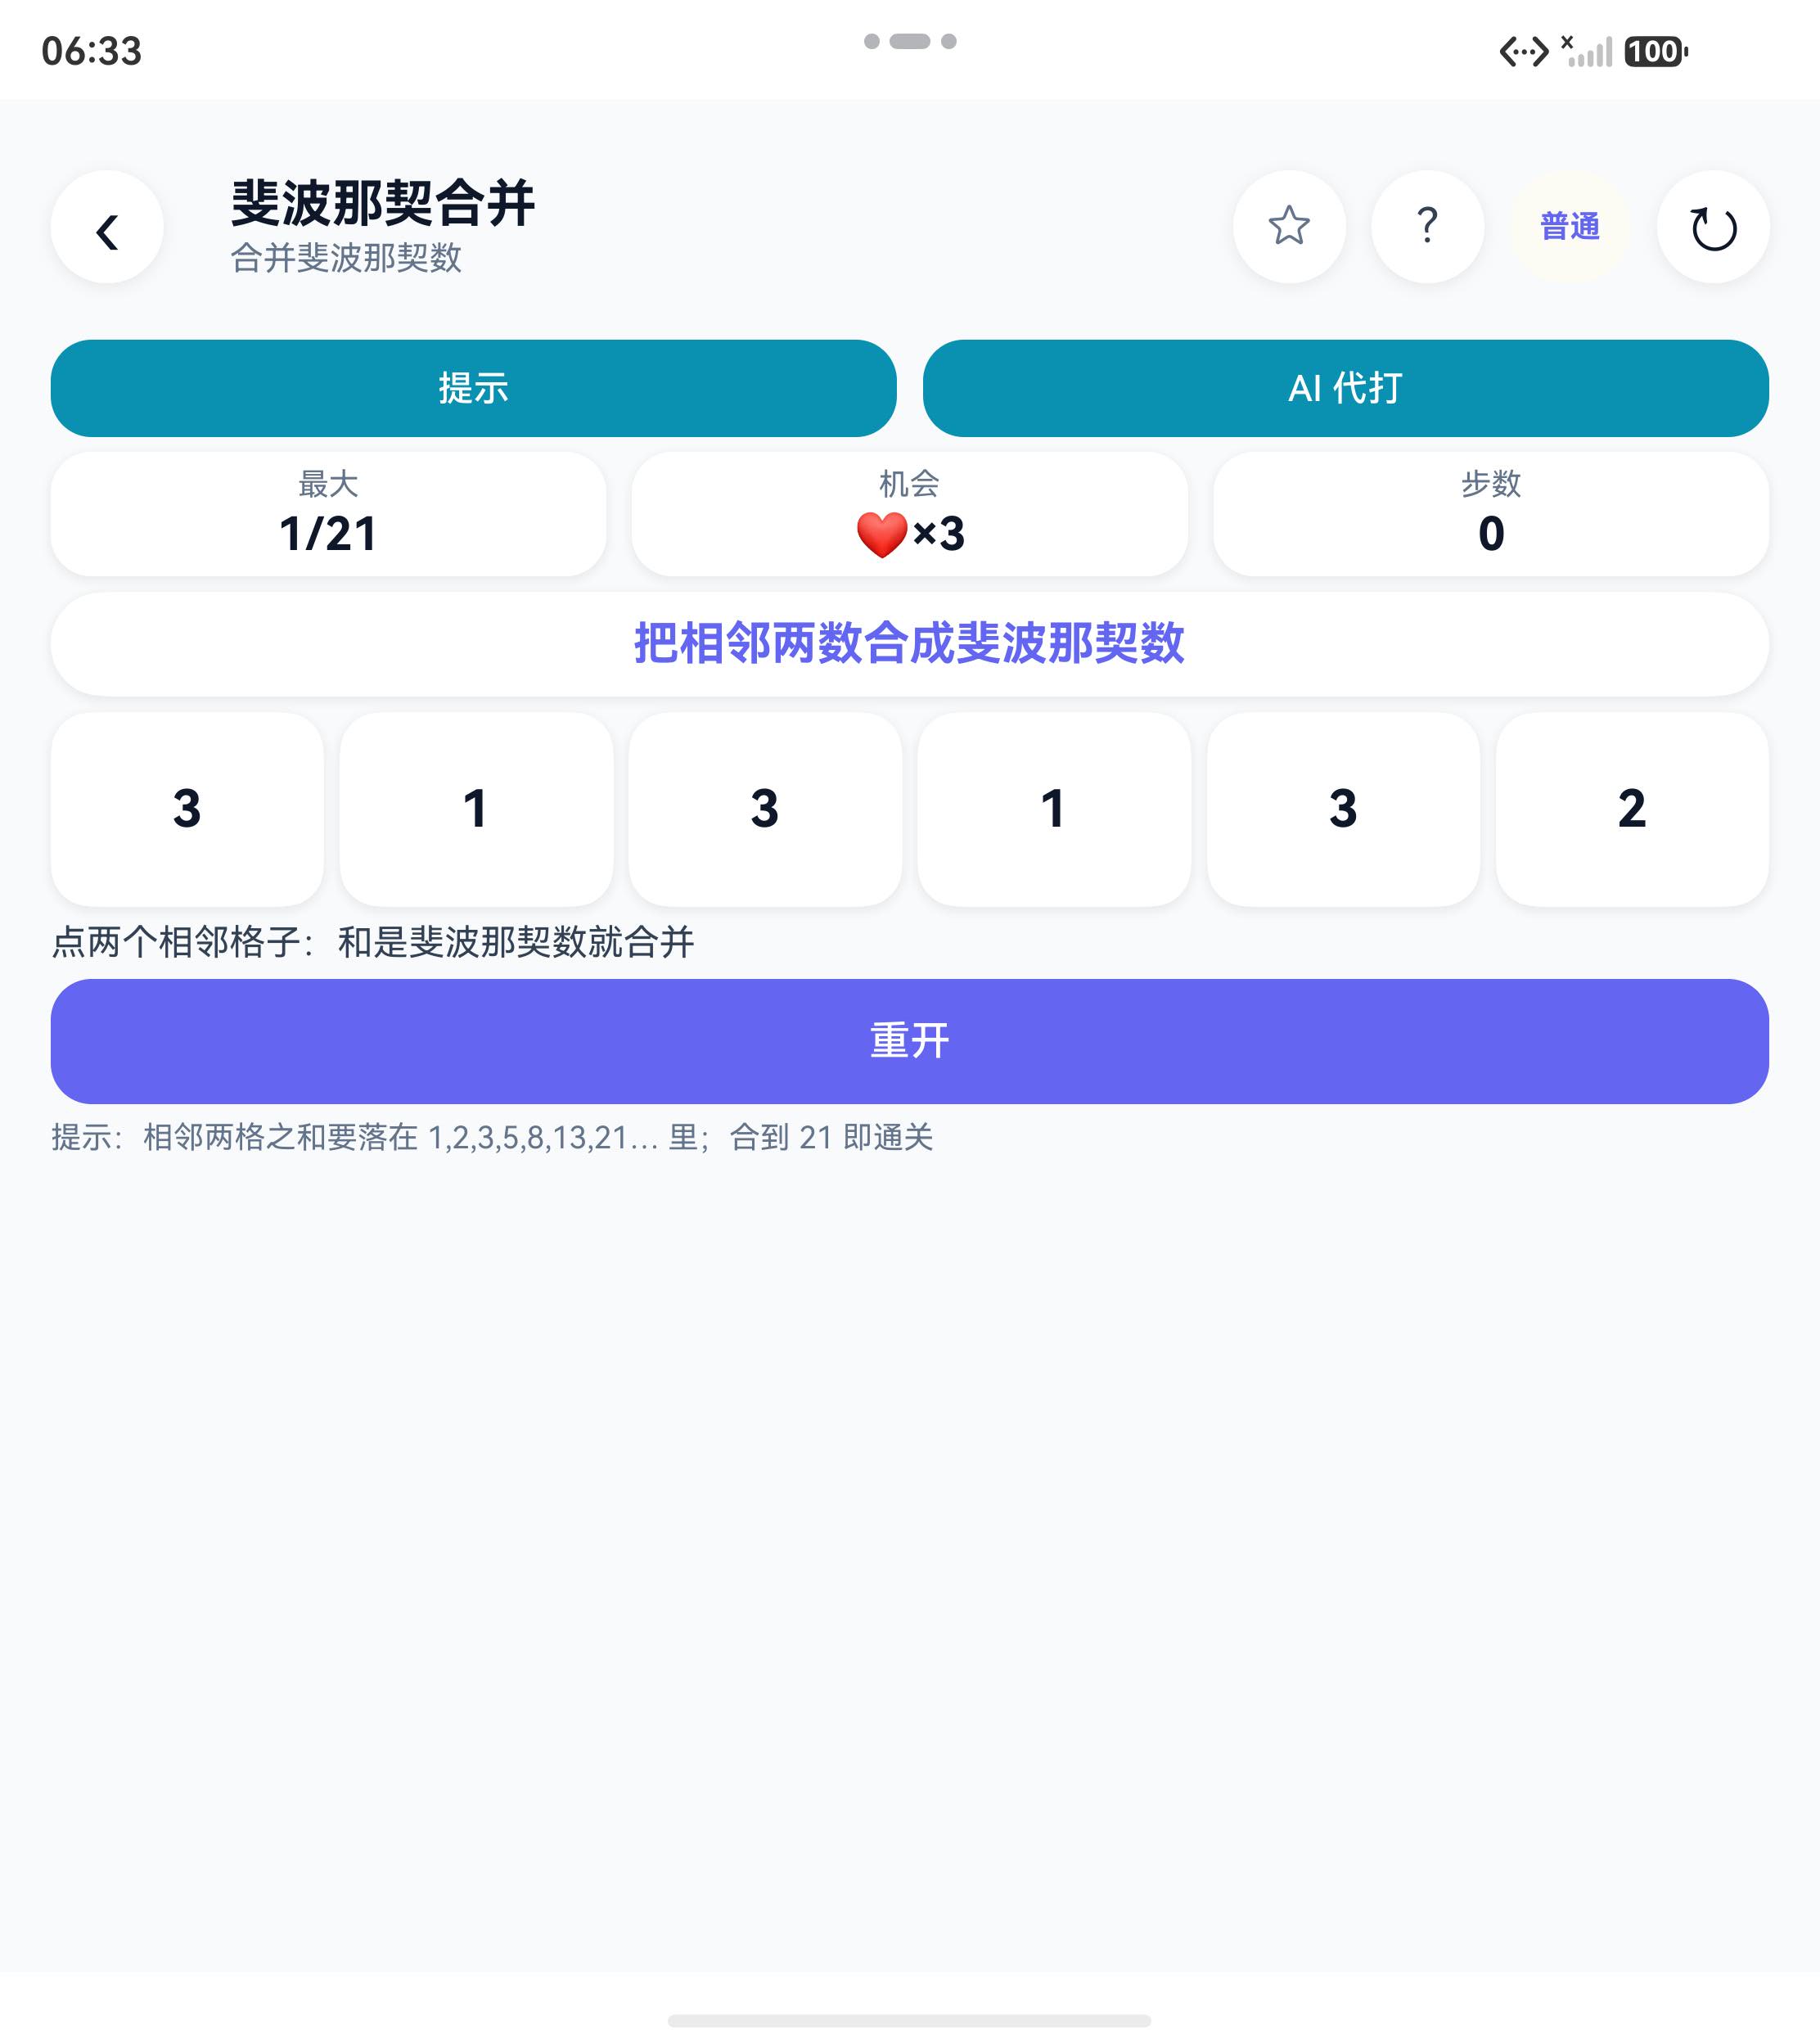 06:33
100
斐波那契合并
合并斐波那契数
?
普通
提示
AI 代打
最大
1/21
机会
❤️×3
步数
0
把相邻两数合成斐波那契数
3 1 3 1 3 2
点两个相邻格子：和是斐波那契数就合并
重开
提示：相邻两格之和要落在 1,2,3,5,8,13,21... 里；合到 21 即通关